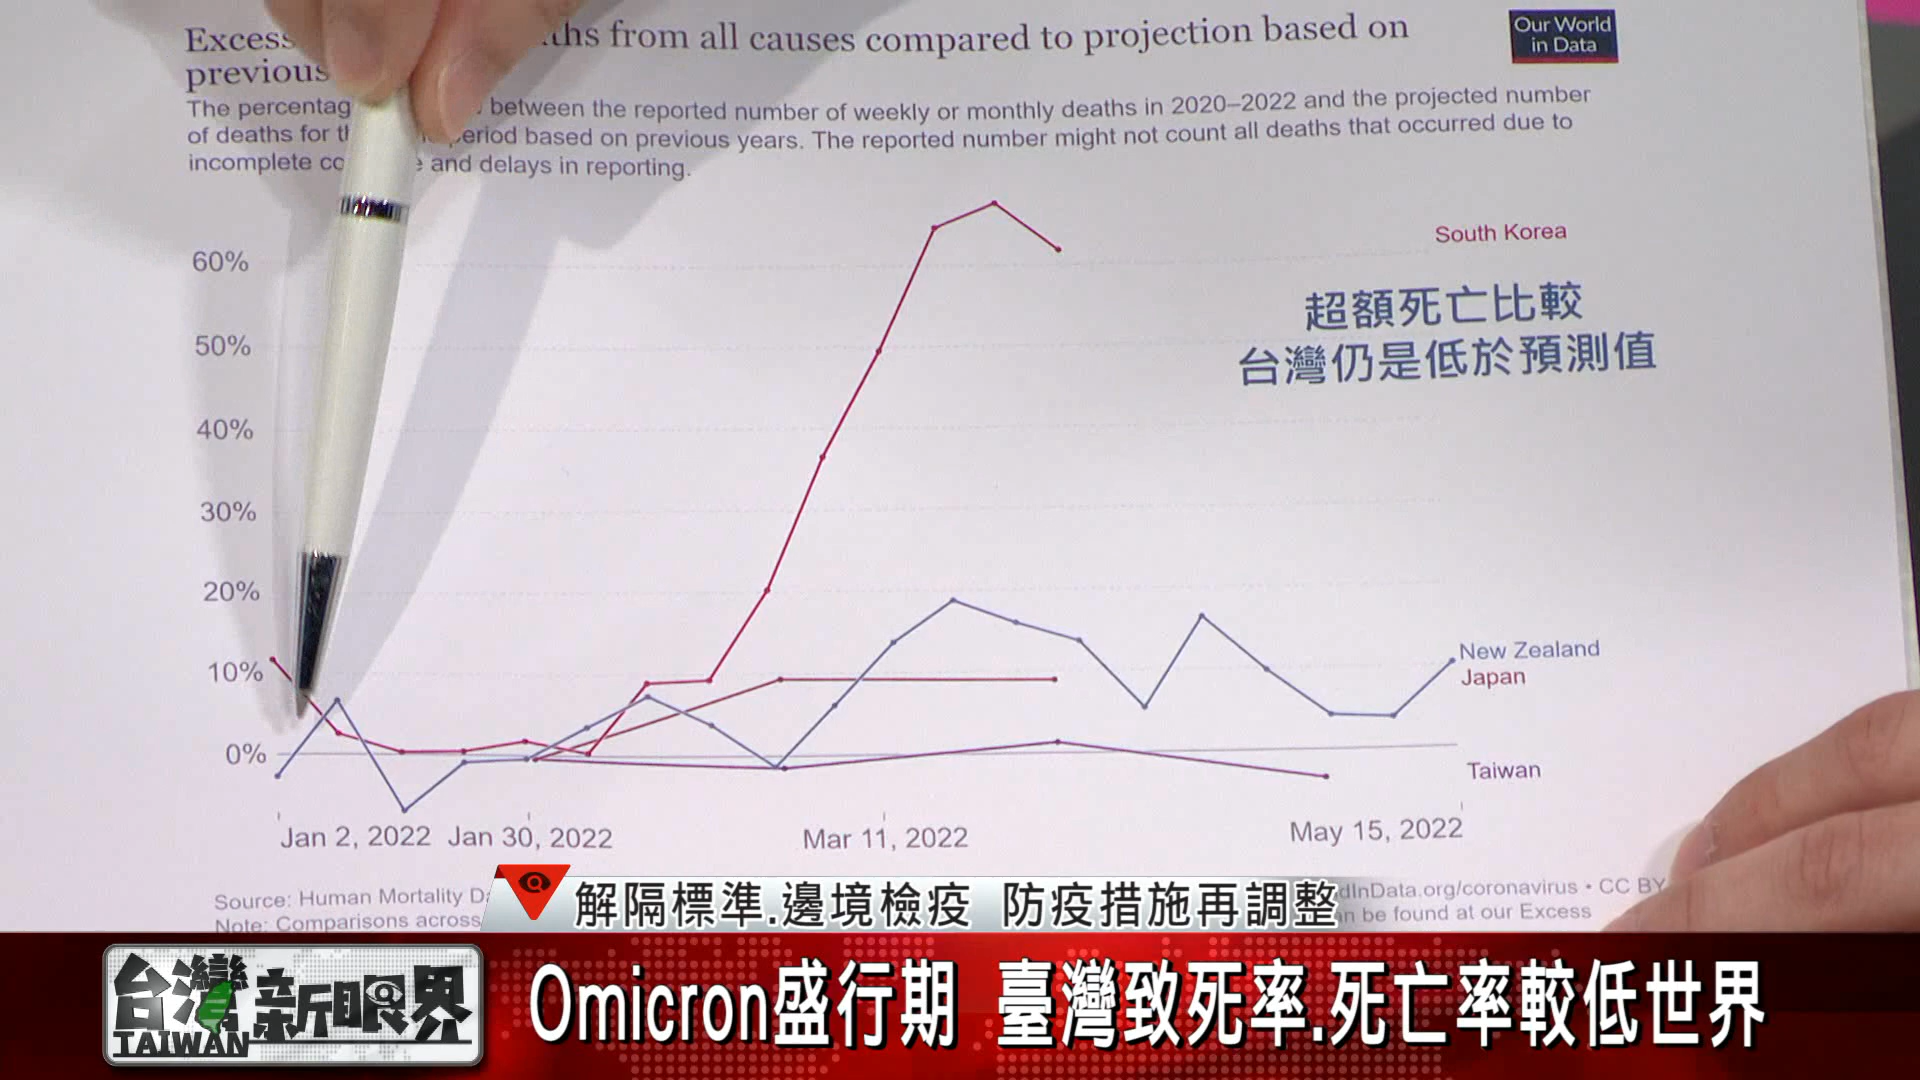 Excess ths from all causes compared to projection based on
previous
Our World
in Data
The between the reported number of weekly or monthly deaths in 2020–2022 and the projected number
of deaths for period based on previous years. The reported number might not count all deaths that occurred due to
incomplete and delays in reporting.
60%
50%
40%
30%
20%
10%
0%
South Korea
超額死亡比較
台灣仍是低於預測值
New Zealand
Japan
Taiwan
Jan 2, 2022 Jan 30, 2022 Mar 11, 2022 May 15, 2022
Source: Human Mortality dInData.org/coronavirus • CC BY
Note: Comparisons across be found at our Excess
解隔標準.邊境檢疫 防疫措施再調整
台灣新眼界
TAIWAN
Omicron盛行期 臺灣致死率.死亡率較低世界